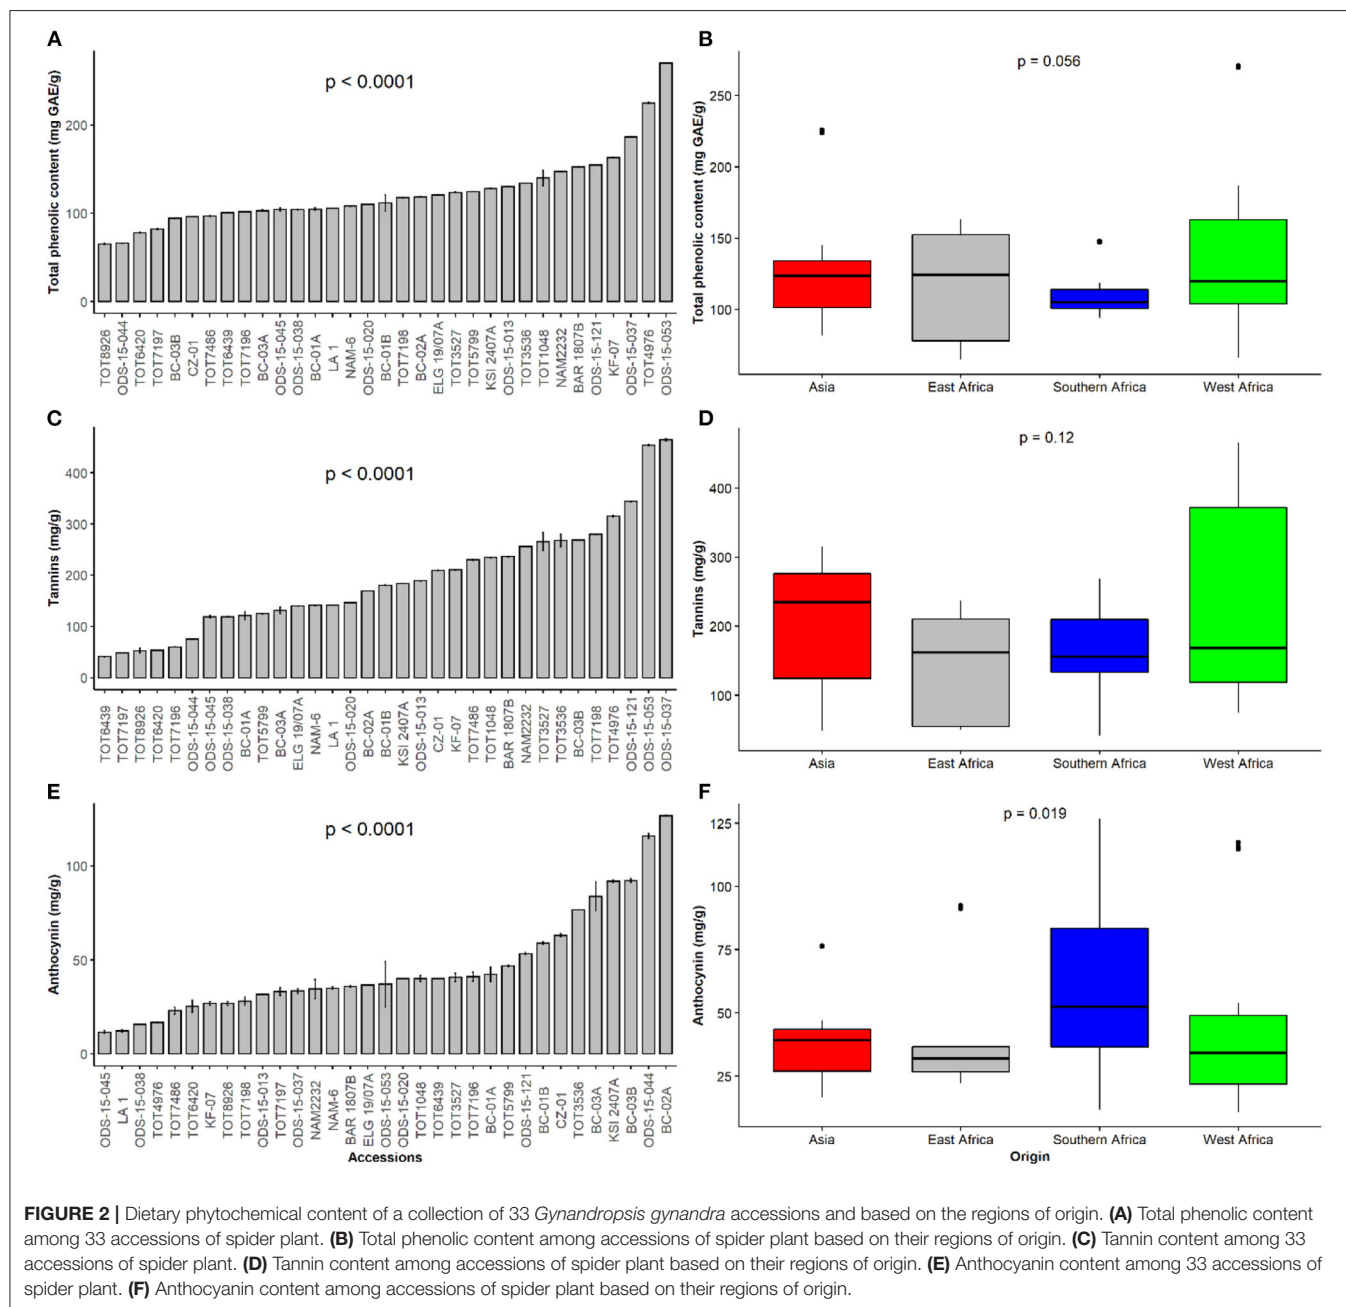 A
p < 0.0001
Total phenolic content (mg GAE/g)
200
100
0
TOT8926
ODS-15-044
TOT6420
TOT7197
BC-03B
CZ-01
TOT7486
TOT6439
TOT7196
BC-03A
ODS-15-045
ODS-15-038
BC-01A
LA 1
NAM-6
ODS-15-020
BC-01B
TOT7198
BC-02A
ELG 19/07A
TOT3527
TOT5799
KSI 2407A
ODS-15-013
TOT3536
TOT1048
NAM2232
BAR 1807B
ODS-15-121
KF-07
ODS-15-037
TOT4976
ODS-15-053
B
p = 0.056
Total phenolic content (mg GAE/g)
250
200
150
100
Asia
East Africa
Southern Africa
West Africa
C
p < 0.0001
Tannins (mg/g)
400
300
200
100
0
TOT6439
TOT7197
TOT8926
TOT6420
TOT7196
ODS-15-044
ODS-15-045
ODS-15-038
BC-01A
TOT5799
BC-03A
ELG 19/07A
NAM-6
LA 1
ODS-15-020
BC-02A
BC-01B
KSI 2407A
ODS-15-013
CZ-01
KF-07
TOT7486
TOT1048
BAR 1807B
NAM2232
TOT3527
TOT3536
BC-03B
TOT7198
TOT4976
ODS-15-121
ODS-15-053
ODS-15-037
D
p = 0.12
Tannins (mg/g)
400
300
200
100
Asia
East Africa
Southern Africa
West Africa
E
p < 0.0001
Anthocynin (mg/g)
100
50
0
ODS-15-045
LA 1
ODS-15-038
TOT4976
TOT7486
TOT6420
KF-07
TOT8926
TOT7198
ODS-15-013
TOT7197
ODS-15-037
NAM2232
NAM-6
BAR 1807B
ELG 19/07A
ODS-15-053
ODS-15-020
TOT1048
TOT6439
TOT3527
TOT7196
BC-01A
TOT5799
ODS-15-121
BC-01B
CZ-01
TOT3536
BC-03A
KSI 2407A
BC-03B
ODS-15-044
BC-02A
Accessions
F
p = 0.019
Anthocynin (mg/g)
125
100
75
50
25
Asia
East Africa
Southern Africa
West Africa
Origin
FIGURE 2 | Dietary phytochemical content of a collection of 33 Gynandropsis gynandra accessions and based on the regions of origin. (A) Total phenolic content
among 33 accessions of spider plant. (B) Total phenolic content among accessions of spider plant based on their regions of origin. (C) Tannin content among 33
accessions of spider plant. (D) Tannin content among accessions of spider plant based on their regions of origin. (E) Anthocyanin content among 33 accessions of
spider plant. (F) Anthocyanin content among accessions of spider plant based on their regions of origin.